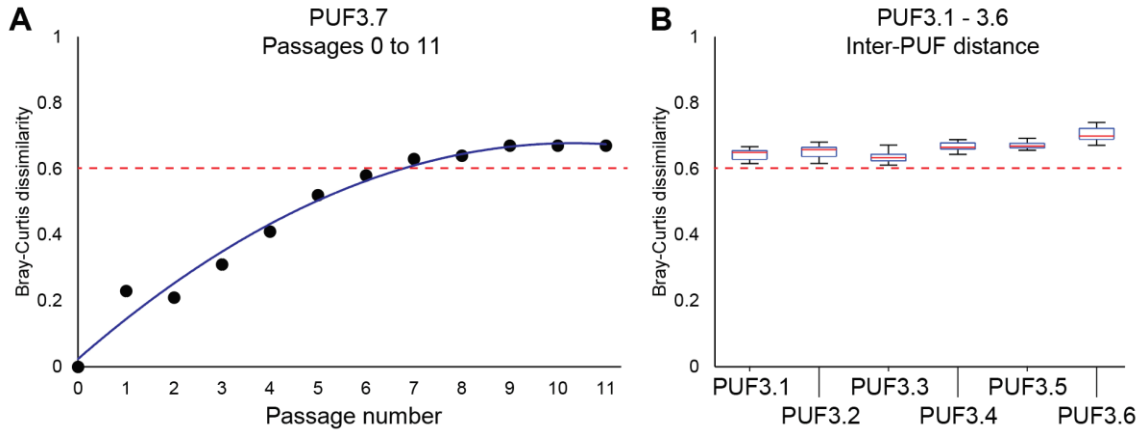 A
PUF3.7
Passages 0 to 11
Bray-Curtis dissimilarity
1
0.8
0.6
0.4
0.2
0
0 1 2 3 4 5 6 7 8 9 10 11
Passage number
B
PUF3.1 - 3.6
Inter-PUF distance
Bray-Curtis dissimilarity
1
0.8
0.6
0.4
0.2
0
PUF3.1 PUF3.3 PUF3.5
PUF3.2 PUF3.4 PUF3.6